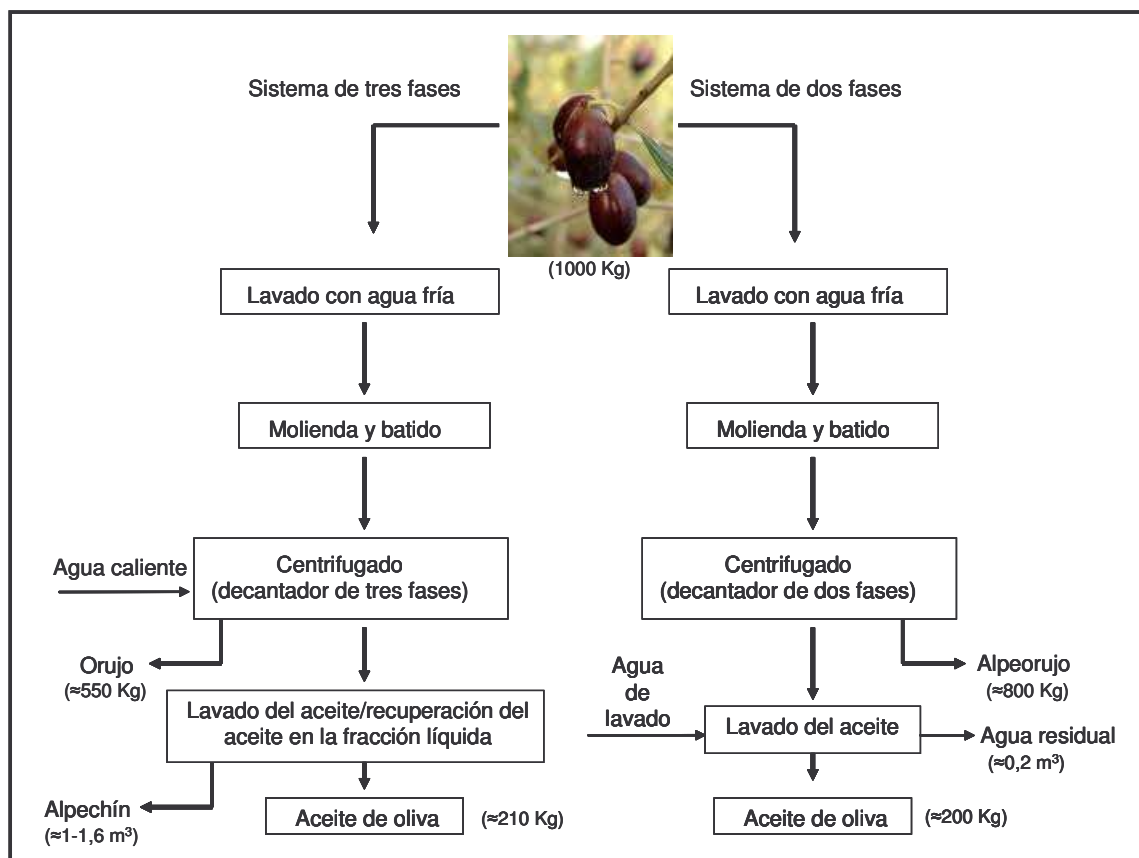 Sistema de tres fases
Sistema de dos fases
(1000 Kg)
Lavado con agua fría
Lavado con agua fría
Molienda y batido
Molienda y batido
Agua caliente
Centrifugado
(decantador de tres fases)
Centrifugado
(decantador de dos fases)
Orujo
(≈550 Kg)
Alpeorujo
(≈800 Kg)
Agua
de
lavado
Lavado del aceite/recuperación del
aceite en la fracción líquida
Lavado del aceite
Agua residual
(≈0,2 m³)
Alpechín
(≈1-1,6 m³)
Aceite de oliva
(≈210 Kg)
Aceite de oliva
(≈200 Kg)